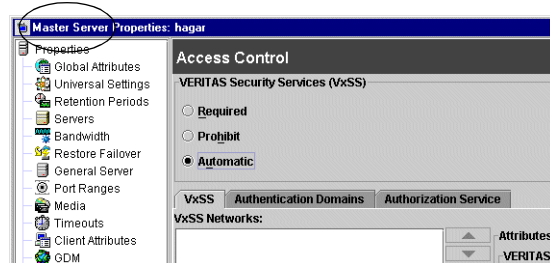 Master Server Properties: hagar
Properties
Global Attributes
Universal Settings
Retention Periods
Servers
Bandwidth
Restore Failover
General Server
Port Ranges
Media
Timeouts
Client Attributes
GDM
Access Control
VERITAS Security Services (VxSS)
Required
Prohibit
Automatic
VxSS Authentication Domains Authorization Service
VxSS Networks:
Attributes
VERITAS